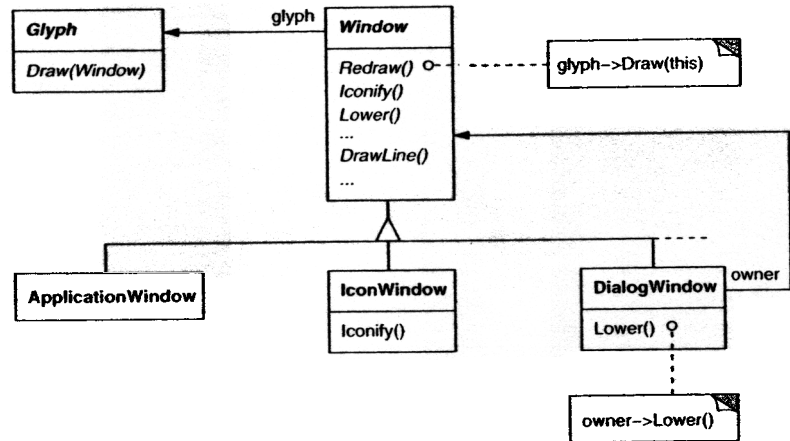 Glyph
Draw(Window)
glyph
Window
Redraw()
Iconify()
Lower()
...
DrawLine()
...
glyph->Draw(this)
ApplicationWindow
IconWindow
Iconify()
DialogWindow
Lower()
owner
owner->Lower()